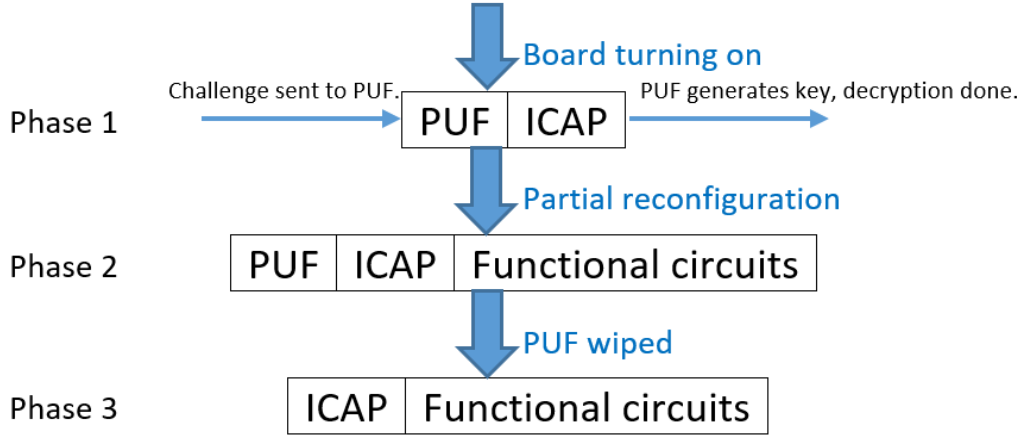 Board turning on
Challenge sent to PUF.
PUF generates key, decryption done.
Phase 1
PUF
ICAP
Partial reconfiguration
Phase 2
PUF
ICAP
Functional circuits
PUF wiped
Phase 3
ICAP
Functional circuits